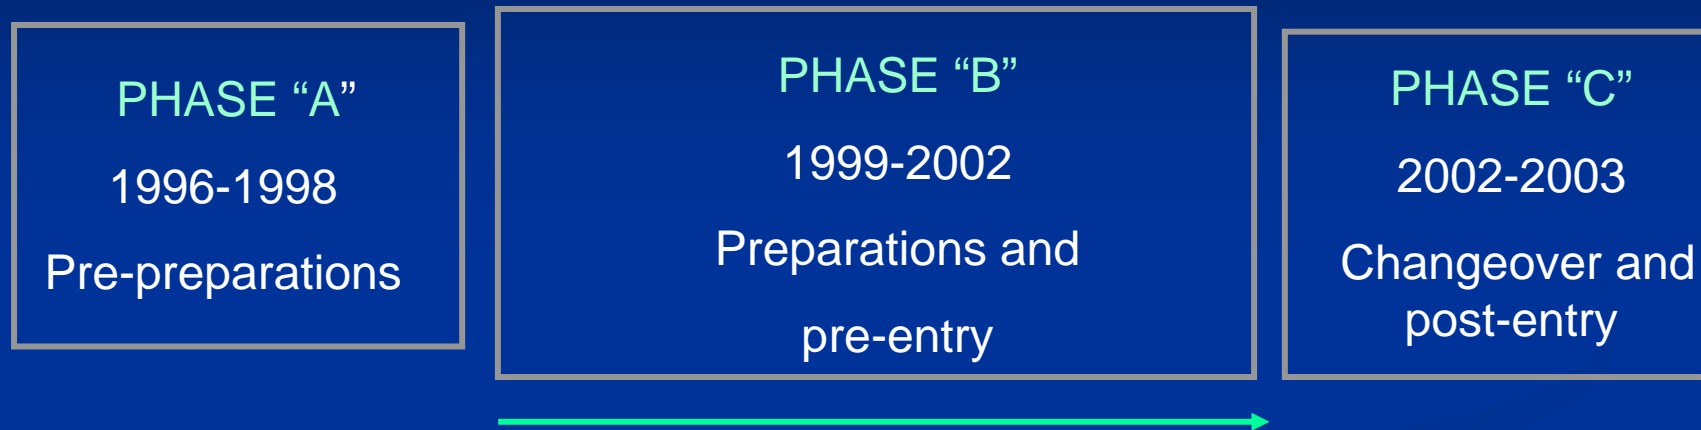 PHASE “A”
1996-1998
Pre-preparations
PHASE “B”
1999-2002
Preparations and
pre-entry
PHASE “C”
2002-2003
Changeover and
post-entry